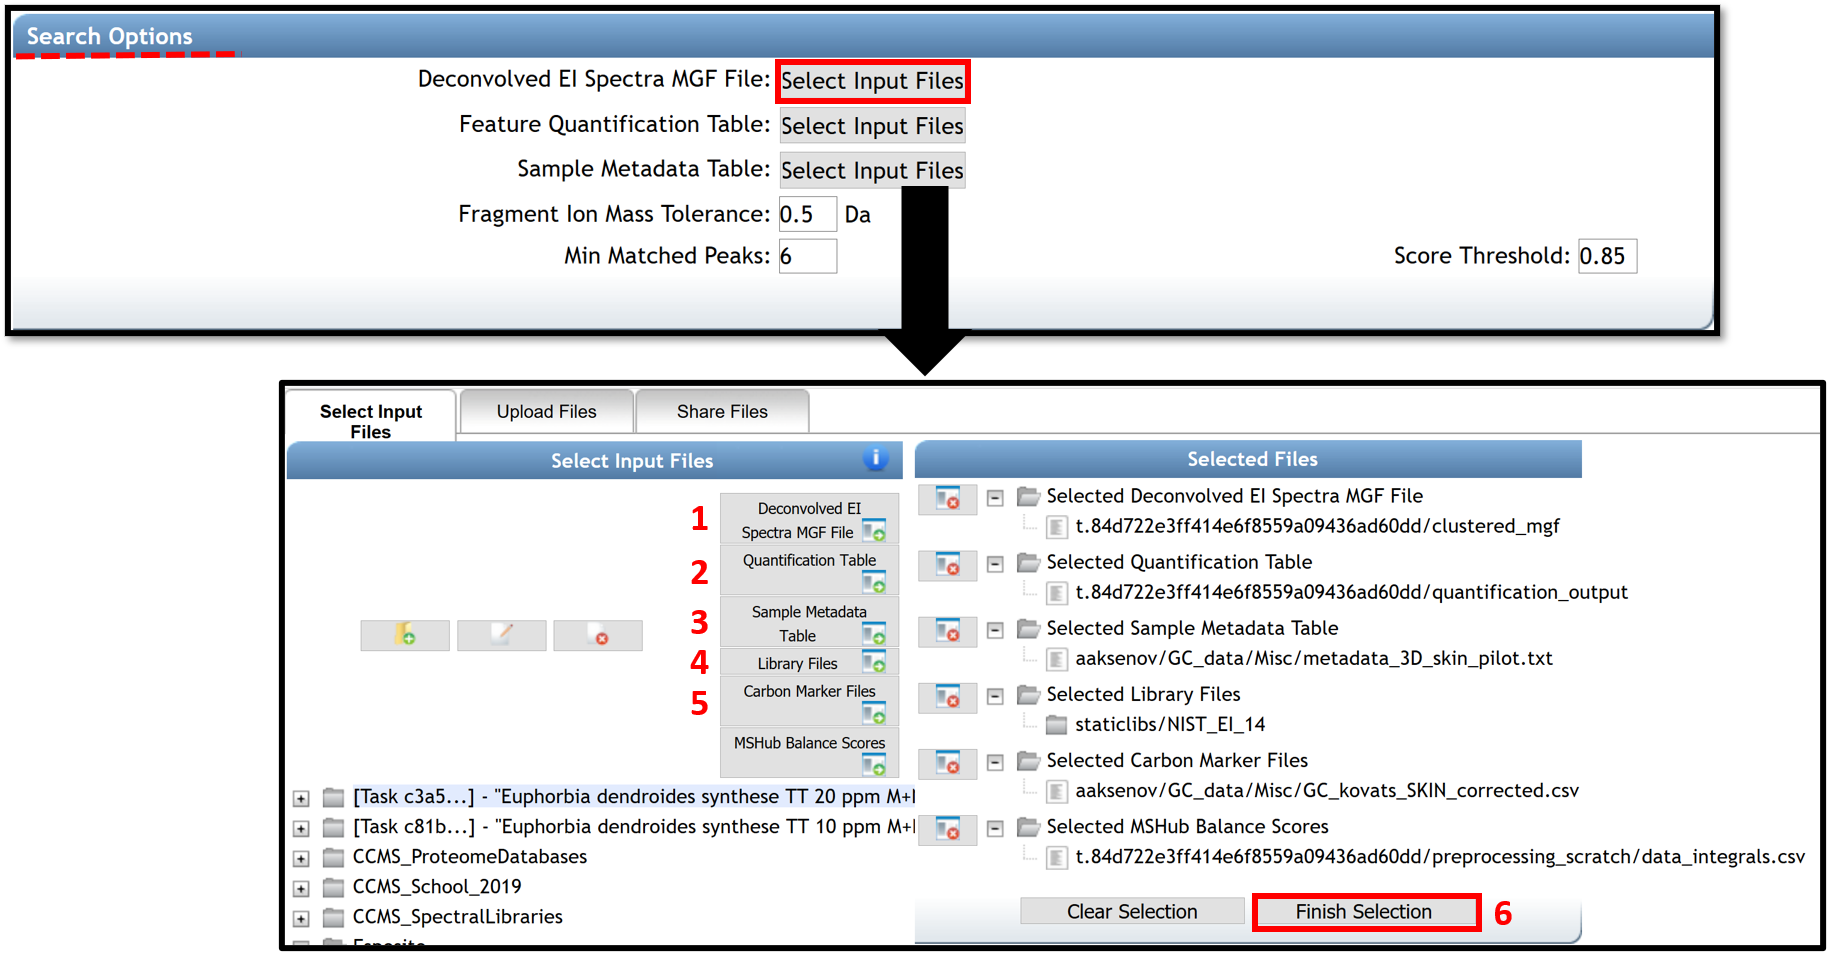 Search Options
Deconvolved EI Spectra MGF File: Select Input Files
Feature Quantification Table: Select Input Files
Sample Metadata Table: Select Input Files
Fragment Ion Mass Tolerance: 0.5 Da
Min Matched Peaks: 6 Score Threshold: 0.85
Select Input
Files
Upload Files
Share Files
Select Input Files
i
1 Deconvolved EI
Spectra MGF File
2 Quantification Table
3 Sample Metadata
Table
4 Library Files
5 Carbon Marker Files
MSHub Balance Scores
[Task c3a5...] - "Euphorbia dendroides synthese TT 20 ppm M+
[Task c81b...] - "Euphorbia dendroides synthese TT 10 ppm M+
CCMS_ProteomeDatabases
CCMS_School_2019
CCMS_SpectralLibraries
Selected Files
Selected Deconvolved EI Spectra MGF File
t.84d722e3ff414e6f8559a09436ad60dd/clustered_mgf
Selected Quantification Table
t.84d722e3ff414e6f8559a09436ad60dd/quantification_output
Selected Sample Metadata Table
aaksenov/GC_data/Misc/metadata_3D_skin_pilot.txt
Selected Library Files
staticlibs/NIST_EI_14
Selected Carbon Marker Files
aaksenov/GC_data/Misc/GC_kovats_SKIN_corrected.csv
Selected MSHub Balance Scores
t.84d722e3ff414e6f8559a09436ad60dd/preprocessing_scratch/data_integrals.csv
Clear Selection
Finish Selection 6